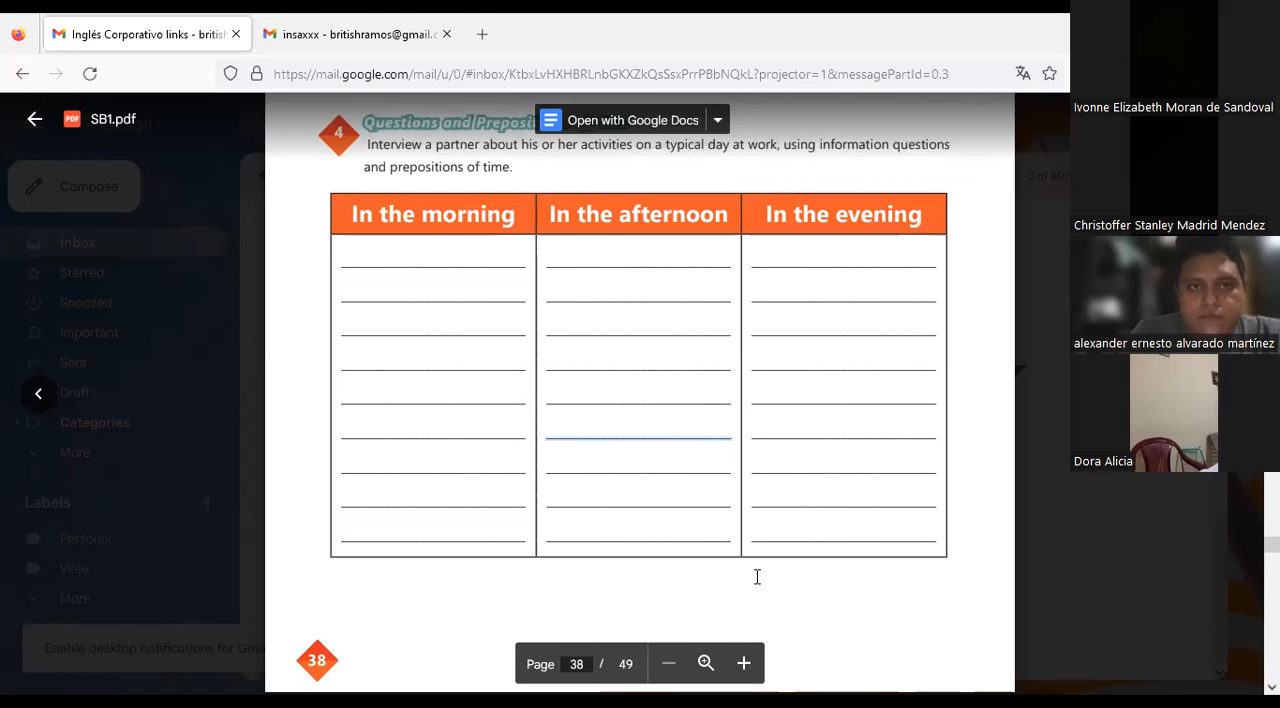 Inglés Corporativo links - british
insaxxx - britishramos@gmail.c
https://mail.google.com/mail/u/0/#inbox/KtbxLvHXHBRLnbGKXZkQsSsxPrrPBbNQkL?projector=1&messagePartId=0.3
PDF
SB1.pdf
Open with Google Docs
4
Questions and Preposit
Interview a partner about his or her activities on a typical day at work, using information questions
and prepositions of time.
In the morning
In the afternoon
In the evening
38
Page 38 / 49
Compose
Inbox
Starred
Snoozed
Important
Sent
Drafts
Categories
More
Labels
Personal
Viaje
More
Enable desktop notifications for Gma
Ivonne Elizabeth Moran de Sandoval
Christoffer Stanley Madrid Mendez
alexander ernesto alvarado martínez
Dora Alicia